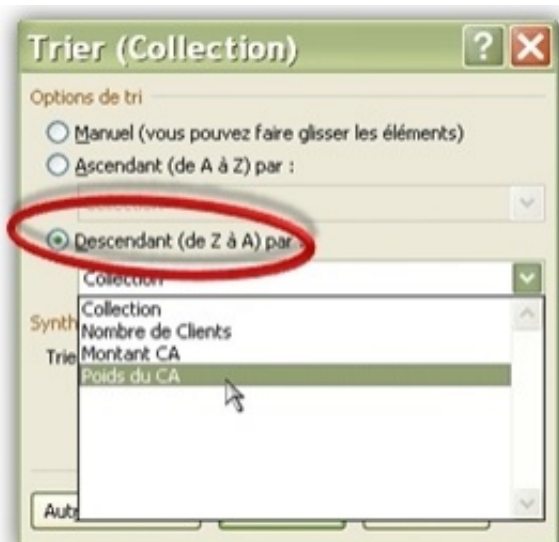 Trier (Collection)
Options de tri
Manuel (vous pouvez faire glisser les éléments)
Ascendant (de A à Z) par :
Descendant (de Z à A) par :
Collection
Collection
Nombre de Clients
Montant CA
Poids du CA